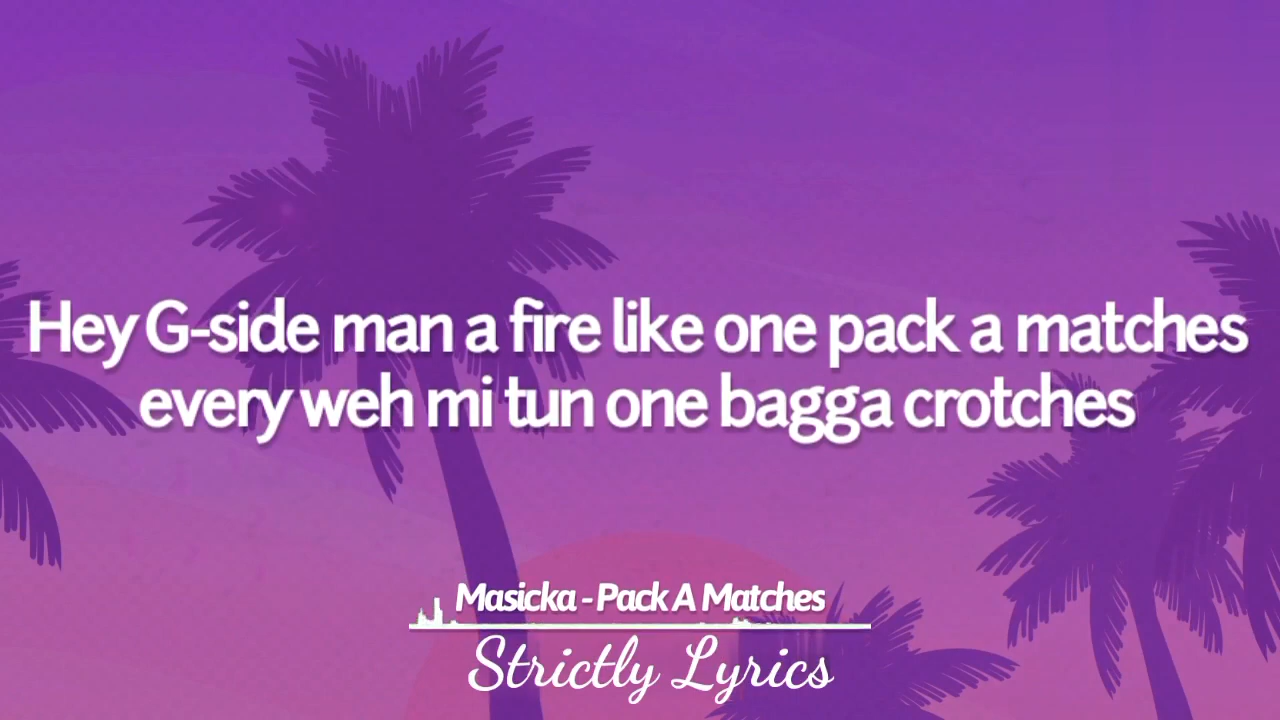 Hey G-side man a fire like one pack a matches
every weh mi tun one bagga crotches
Masicka - Pack A Matches
Strictly Lyrics